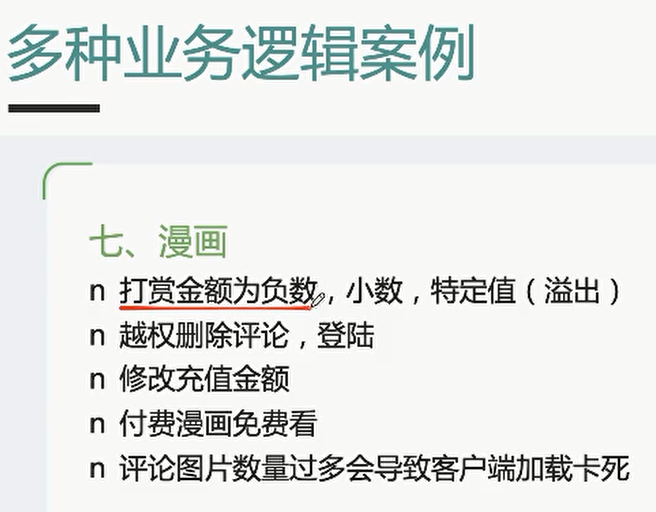 多种业务逻辑案例
七、漫画
n 打赏金额为负数，小数，特定值（溢出）
n 越权删除评论，登陆
n 修改充值金额
n 付费漫画免费看
n 评论图片数量过多会导致客户端加载卡死